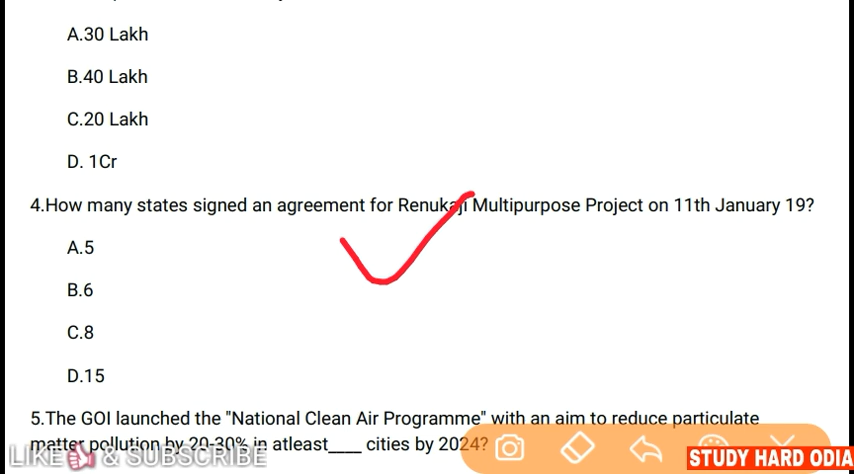 A.30 Lakh
B.40 Lakh
C.20 Lakh
D. 1Cr
4.How many states signed an agreement for Renukaji Multipurpose Project on 11th January 19?
A.5
B.6
C.8
D.15
5.The GOI launched the "National Clean Air Programme" with an aim to reduce particulate
matter pollution by 20-30% in atleast____ cities by 2024?
LIKE & SUBSCRIBE
STUDY HARD ODIA